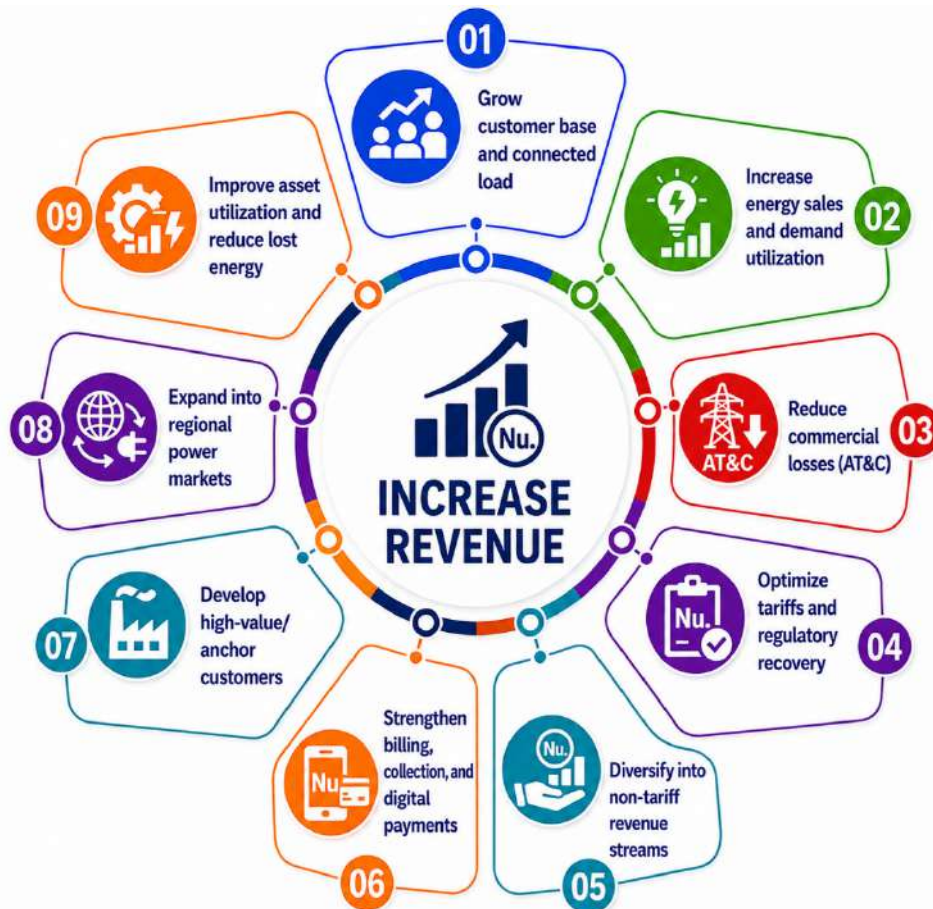 01
Grow
customer base
and connected
load
02
Increase
energy sales
and demand
utilization
03
AT&C
Reduce
commercial
losses (AT&C)
04
Nu.
Optimize
tariffs and
regulatory
recovery
05
Nu.
Diversify into
non-tariff
revenue
streams
06
Nu
Strengthen
billing,
collection, and
digital
payments
07
Develop
high-value/
anchor
customers
08
Expand into
regional
power
markets
09
Improve asset
utilization and
reduce lost
energy
Nu.
INCREASE
REVENUE